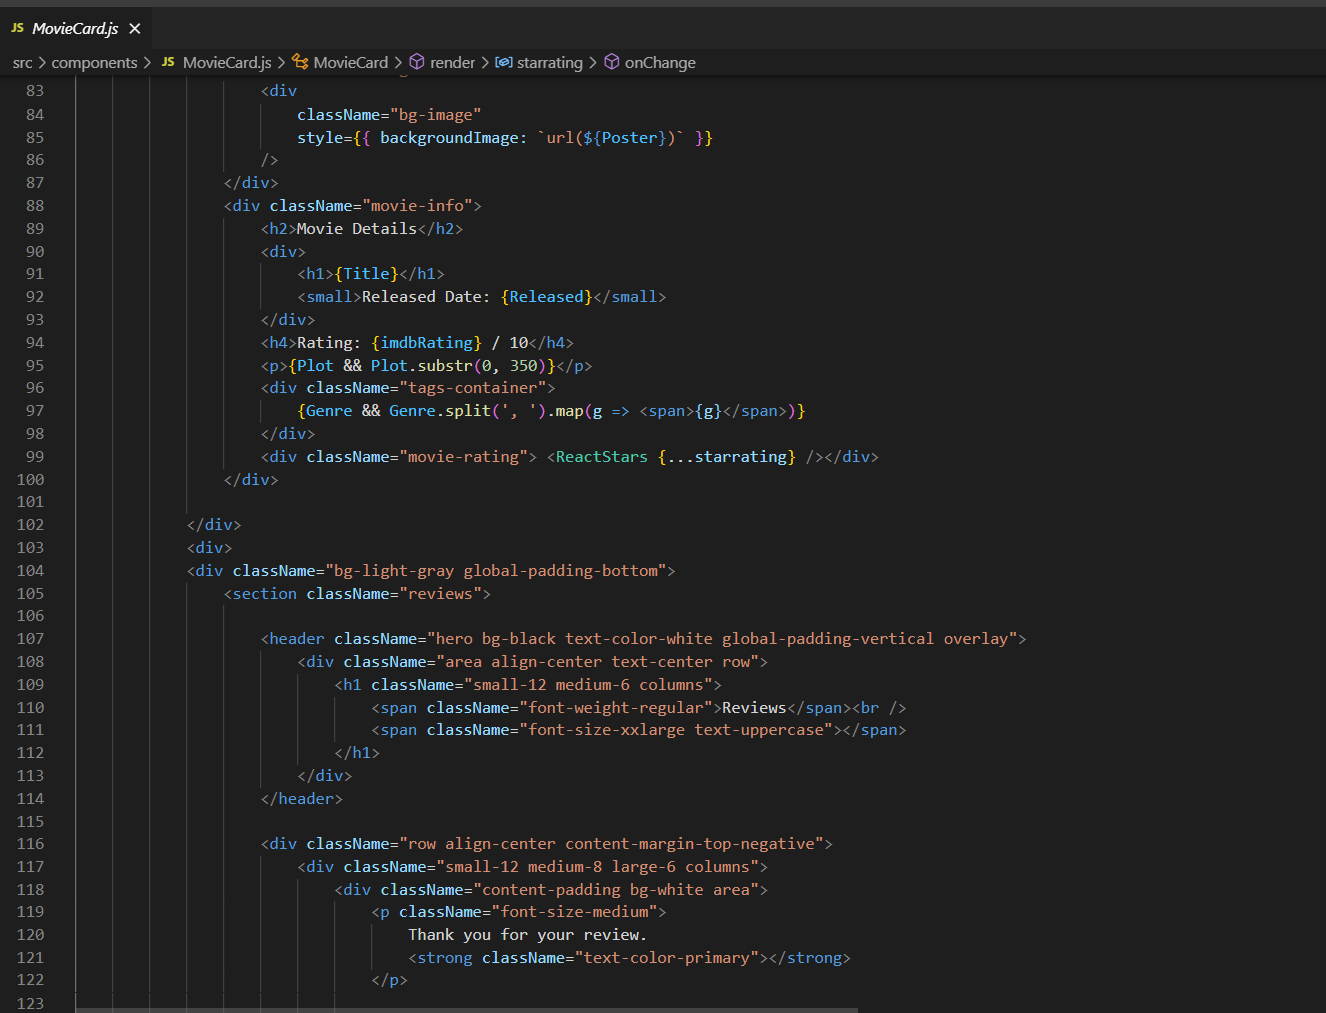 JS MovieCard.js ×
src > components > JS MovieCard.js > MovieCard > render > starrating > onChange
83 <div
84 className="bg-image"
85 style={{ backgroundImage: `url(${Poster})` }}
86 />
87 </div>
88 <div className="movie-info">
89 <h2>Movie Details</h2>
90 <div>
91 <h1>{Title}</h1>
92 <small>Released Date: {Released}</small>
93 </div>
94 <h4>Rating: {imdbRating} / 10</h4>
95 <p>{Plot && Plot.substr(0, 350)}</p>
96 <div className="tags-container">
97 {Genre && Genre.split(', ').map(g => <span>{g}</span>)}
98 </div>
99 <div className="movie-rating"> <ReactStars {...starrating} /></div>
100 </div>
101
102 </div>
103 <div>
104 <div className="bg-light-gray global-padding-bottom">
105 <section className="reviews">
106
107 <header className="hero bg-black text-color-white global-padding-vertical overlay">
108 <div className="area align-center text-center row">
109 <h1 className="small-12 medium-6 columns">
110 <span className="font-weight-regular">Reviews</span><br />
111 <span className="font-size-xxlarge text-uppercase"></span>
112 </h1>
113 </div>
114 </header>
115
116 <div className="row align-center content-margin-top-negative">
117 <div className="small-12 medium-8 large-6 columns">
118 <div className="content-padding bg-white area">
119 <p className="font-size-medium">
120 Thank you for your review.
121 <strong className="text-color-primary"></strong>
122 </p>
123